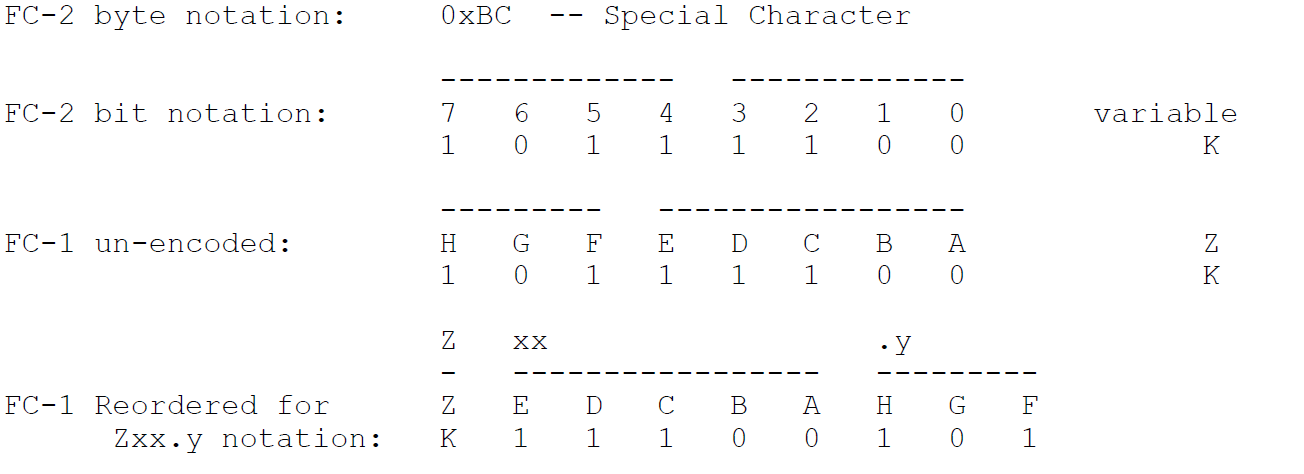 FC-2 byte notation: 0xBC -- Special Character
------------- -------------
FC-2 bit notation: 7 6 5 4 3 2 1 0 variable
1 0 1 1 1 1 0 0 K
--------- -----------------
FC-1 un-encoded: H G F E D C B A Z
1 0 1 1 1 1 0 0 K
Z xx .y
- ----------------- ---------
FC-1 Reordered for Z E D C B A H G F
Zxx.y notation: K 1 1 1 0 0 1 0 1